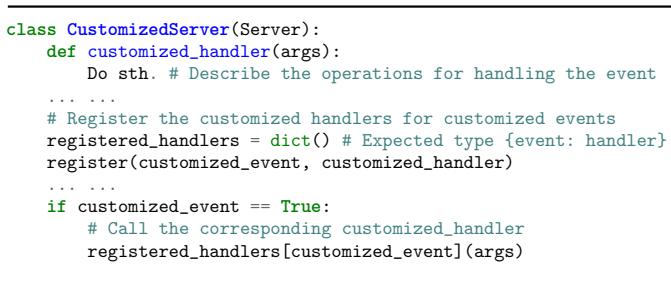 class CustomizedServer(Server):
    def customized_handler(args):
        Do sth. # Describe the operations for handling the event
    ... ...
    # Register the customized handlers for customized events
    registered_handlers = dict() # Expected type {event: handler}
    register(customized_event, customized_handler)
    ... ...
    if customized_event == True:
        # Call the corresponding customized_handler
        registered_handlers[customized_event](args)